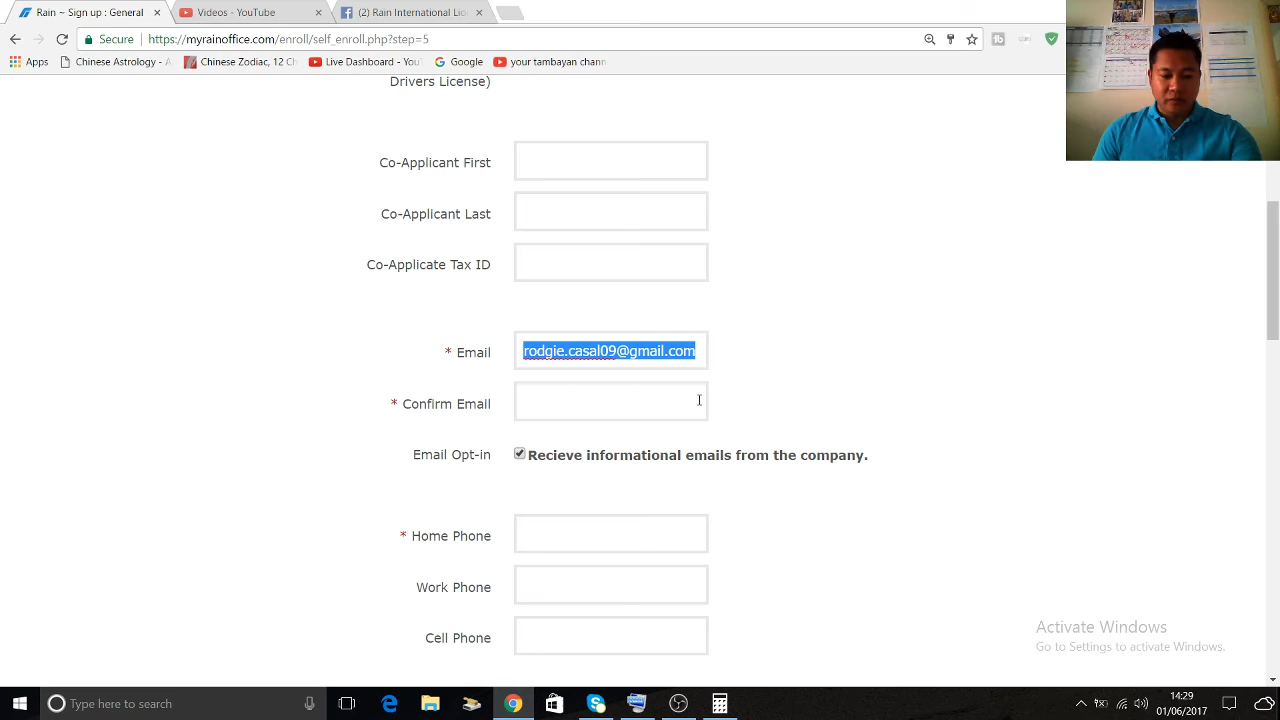 Rain ~ Sign up : General
Videos - YouTube
(2) Rain International Lio
Secure
https://myrainoffice.com/enroll/self_enroll.php?step=5
Apps
Chinese Astrology - A
Chinese Zodiac, 12 Ch
Live Dashboard - You
Google
your tambayan chann
Drivers License)
Co-Applicant First
Co-Applicant Last
Co-Applicate Tax ID
* Email
rodgie.casal09@gmail.com
* Confirm Email
Email Opt-in
Recieve informational emails from the company.
* Home Phone
Work Phone
Cell Phone
Activate Windows
Go to Settings to activate Windows.
Type here to search
14:29
01/06/2017